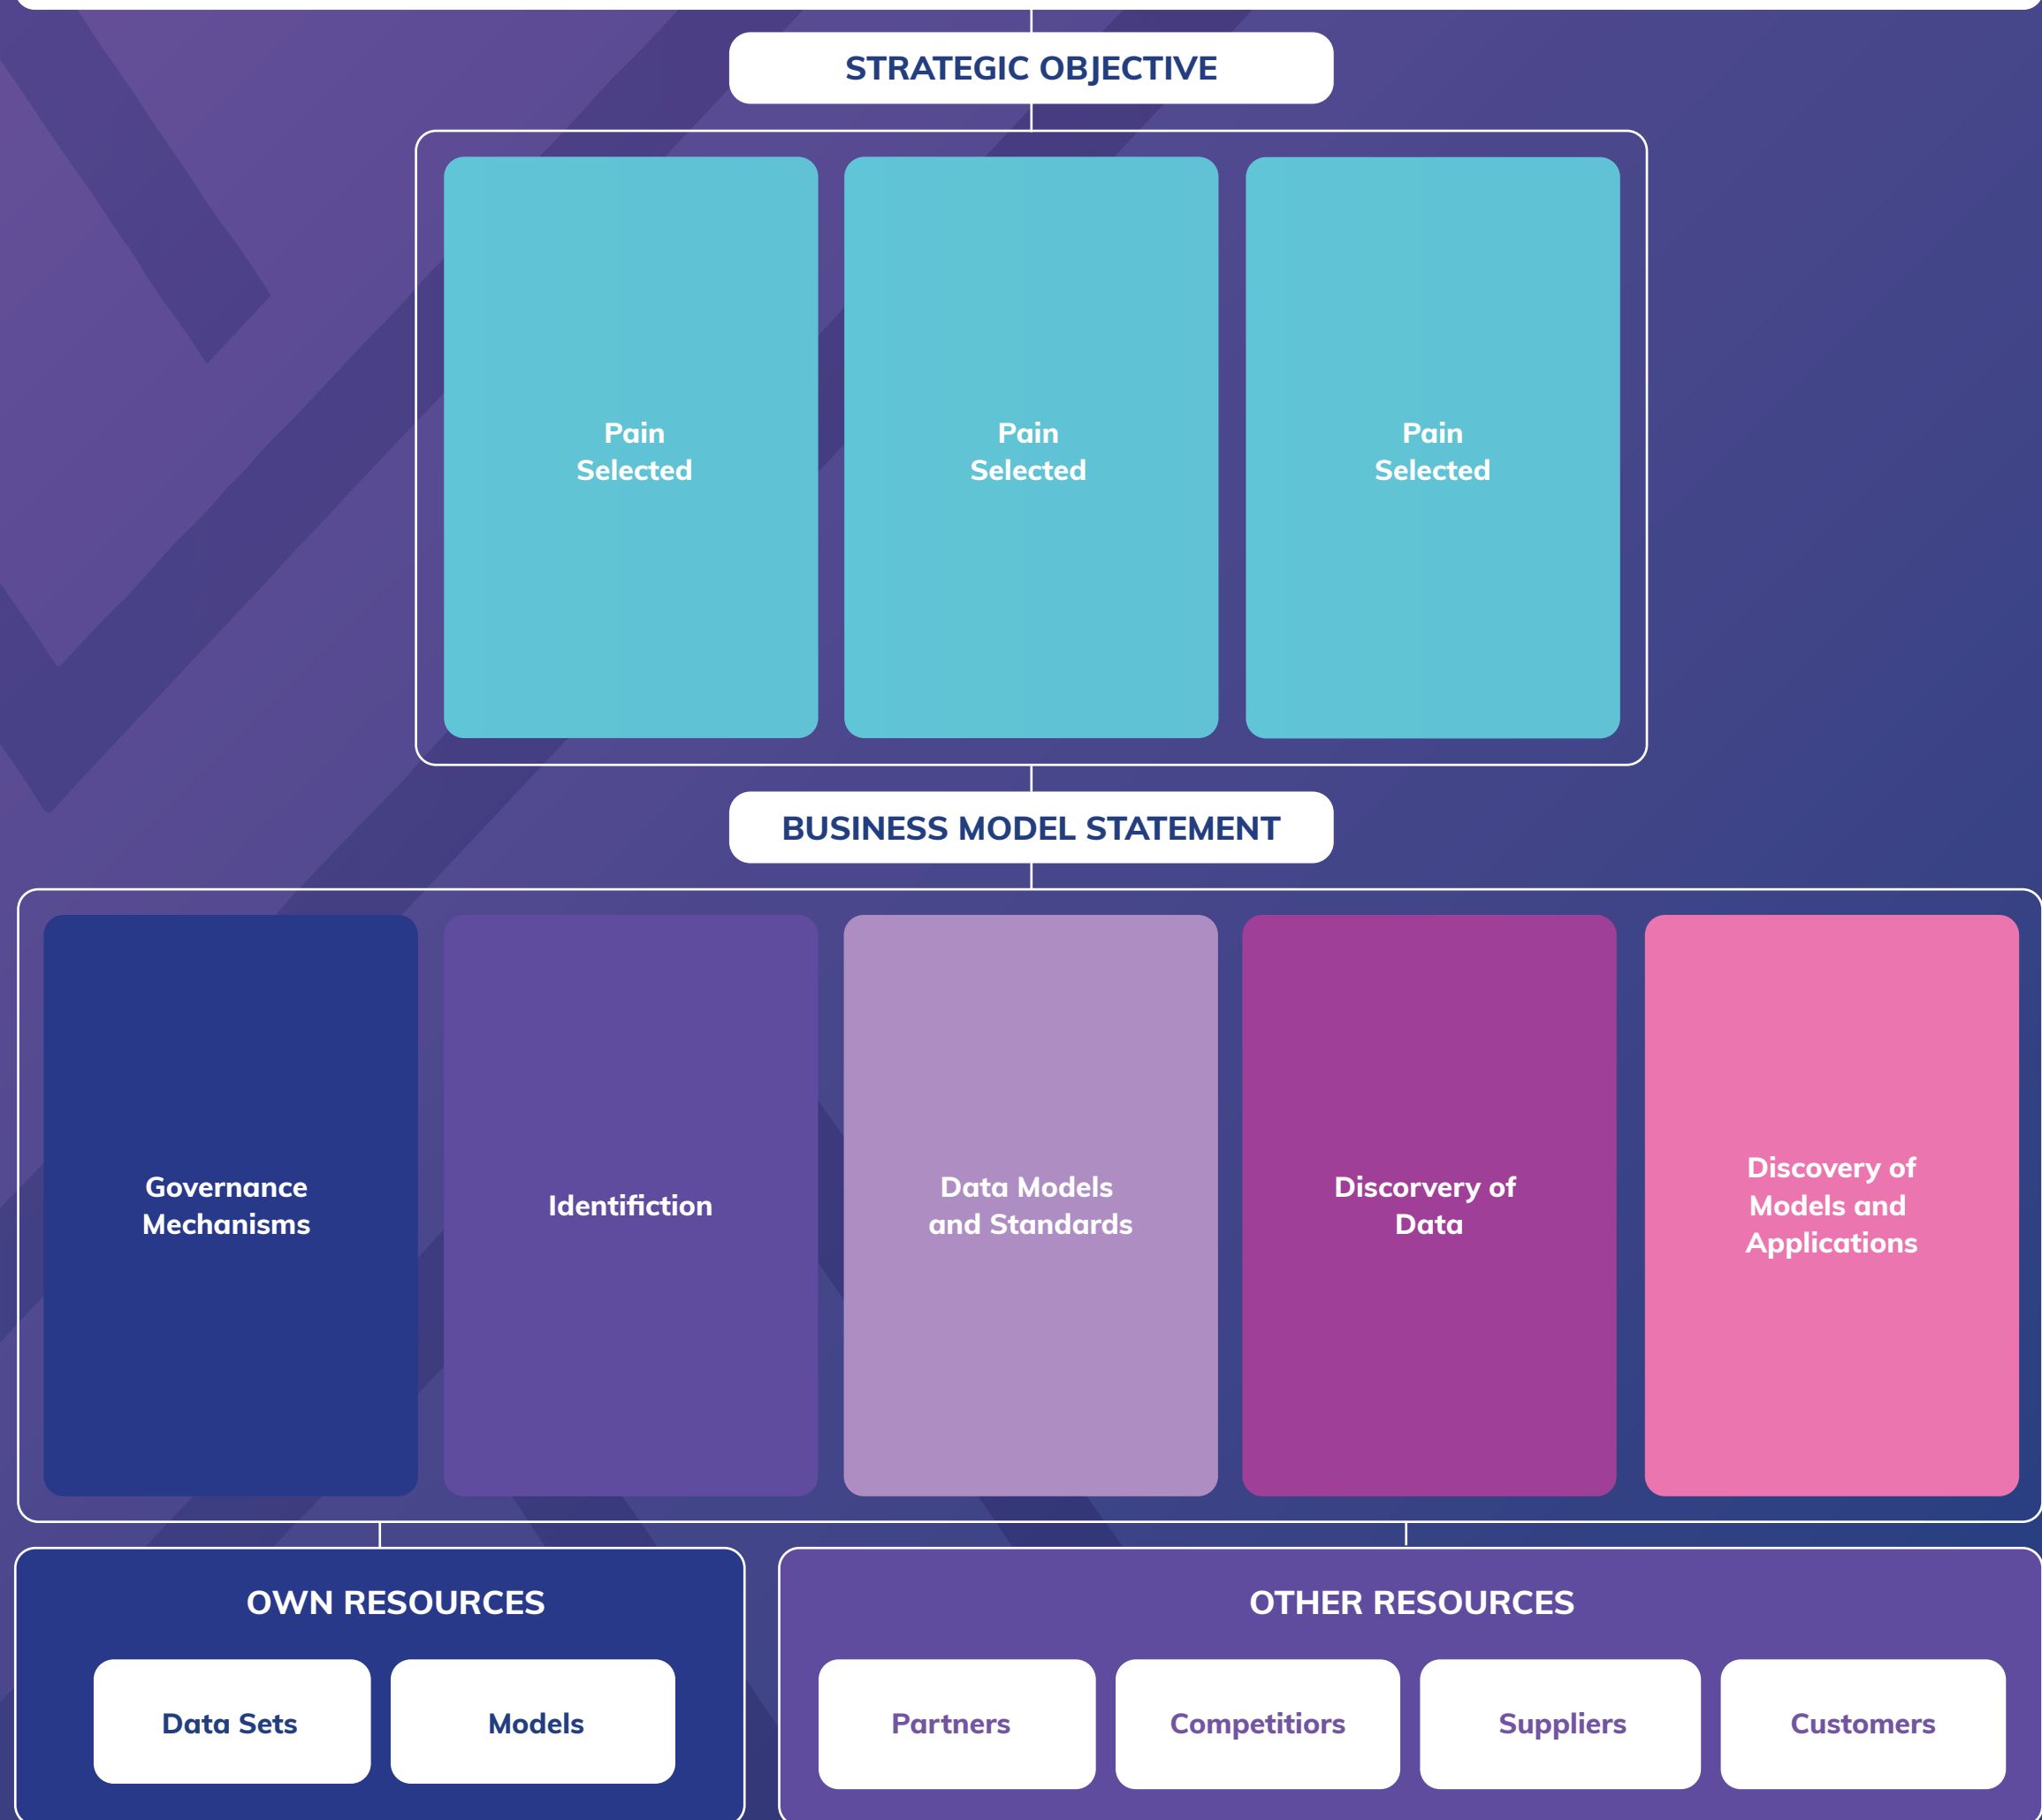 STRATEGIC OBJECTIVE
Pain
Selected
Pain
Selected
Pain
Selected
BUSINESS MODEL STATEMENT
Governance
Mechanisms
Identifiction
Data Models
and Standards
Discorvery of
Data
Discovery of
Models and
Applications
OWN RESOURCES
Data Sets
Models
OTHER RESOURCES
Partners
Competitiors
Suppliers
Customers